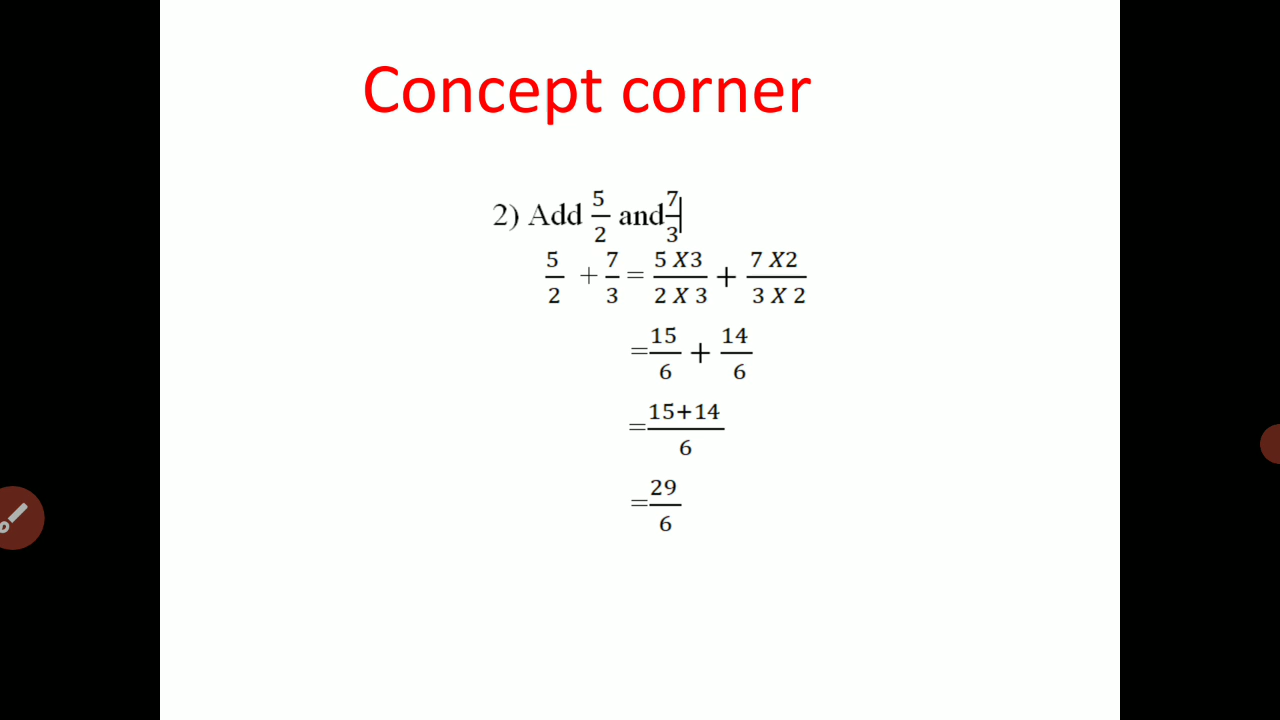 Concept corner
2) Add 5/2 and 7/3
5/2 + 7/3 = 5 X3/2 X 3 + 7 X2/3 X 2
= 15/6 + 14/6
= 15+14/6
= 29/6